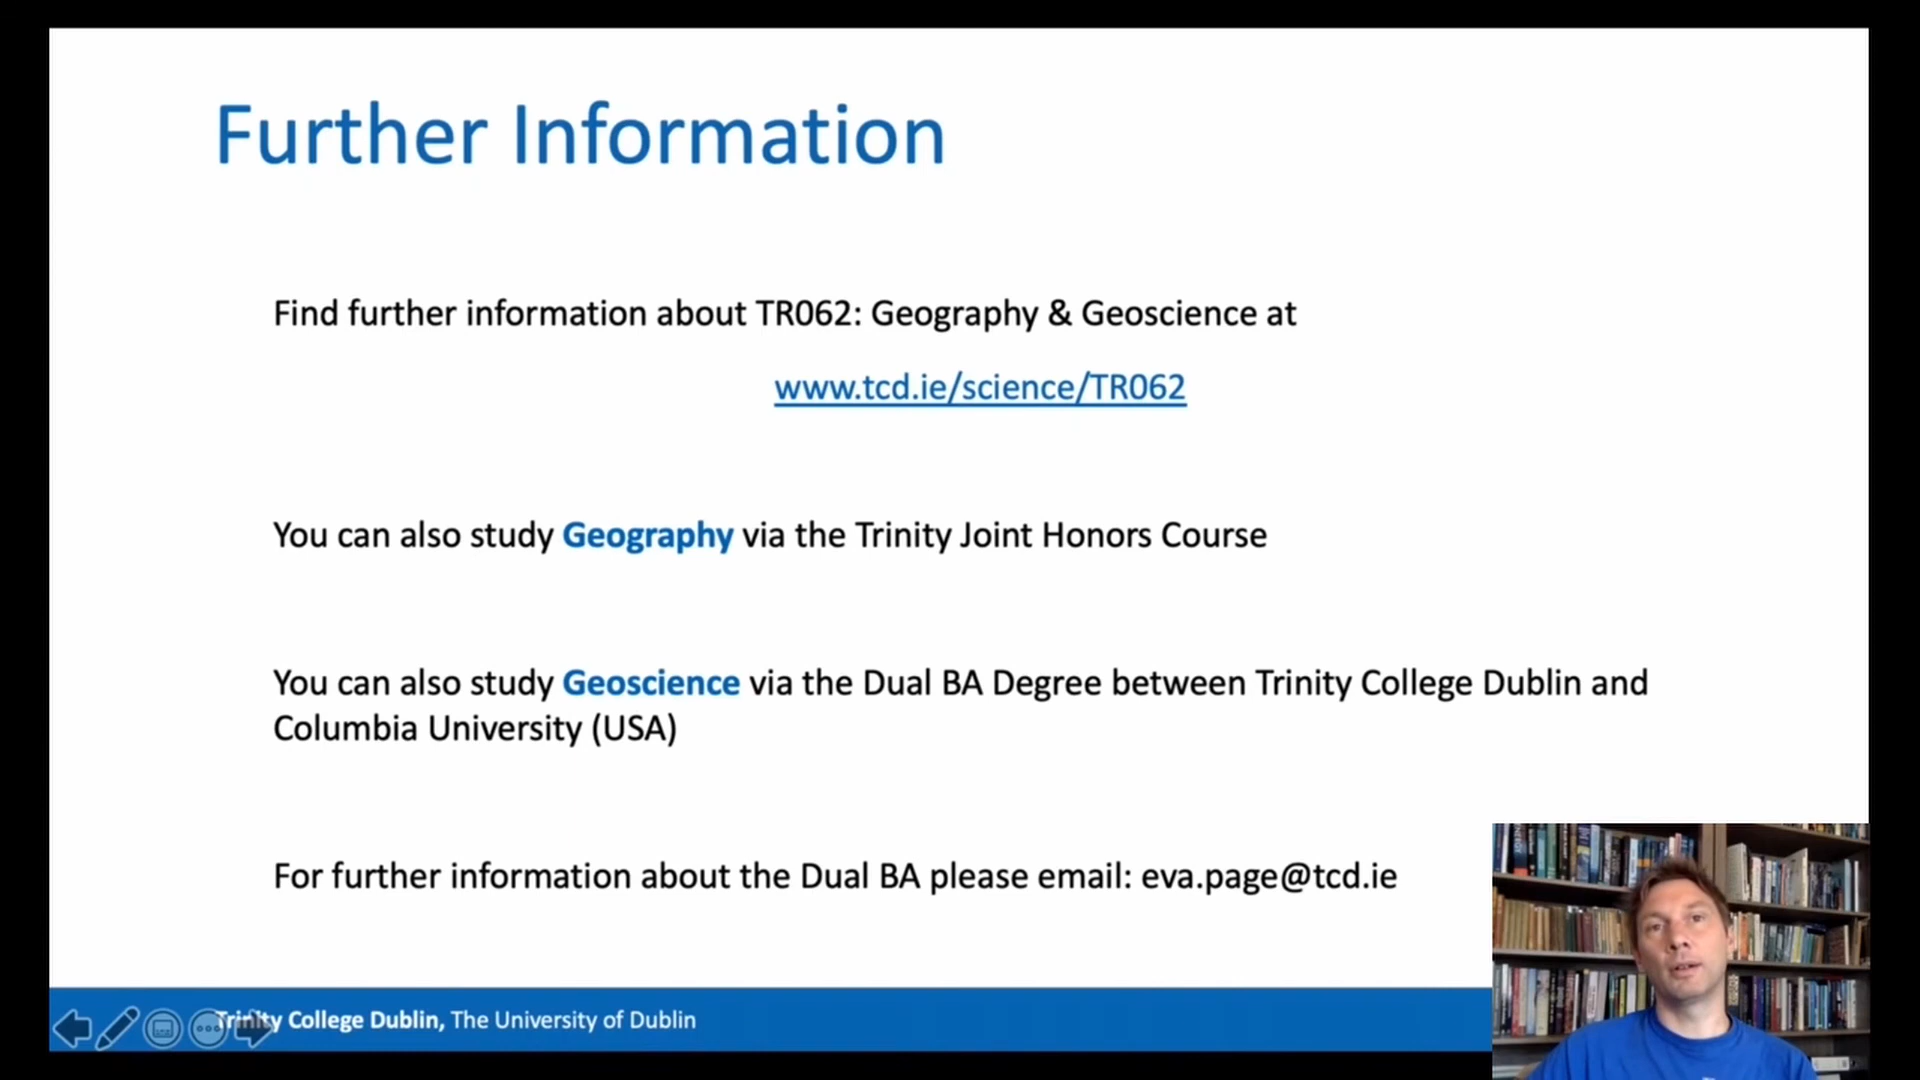 Further Information
Find further information about TR062: Geography & Geoscience at
www.tcd.ie/science/TR062
You can also study Geography via the Trinity Joint Honors Course
You can also study Geoscience via the Dual BA Degree between Trinity College Dublin and
Columbia University (USA)
For further information about the Dual BA please email: eva.page@tcd.ie
Trinity College Dublin, The University of Dublin